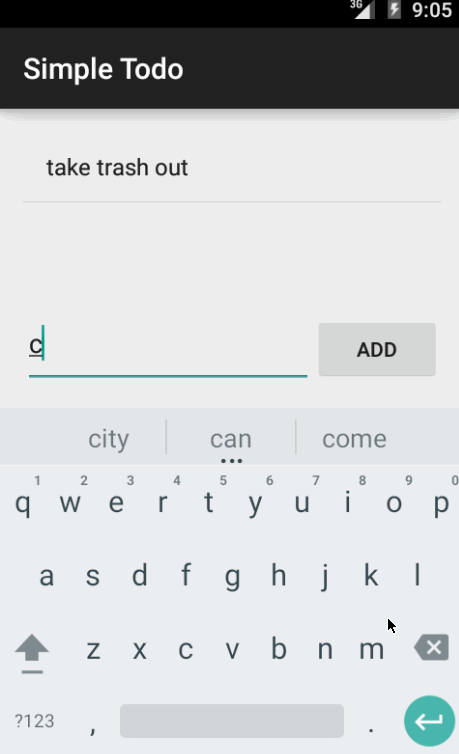 3G 9:05
Simple Todo
take trash out
c ADD
city can come
1 2 3 4 5 6 7 8 9 0
q w e r t y u i o p
a s d f g h j k l
z x c v b n m
?123 , .